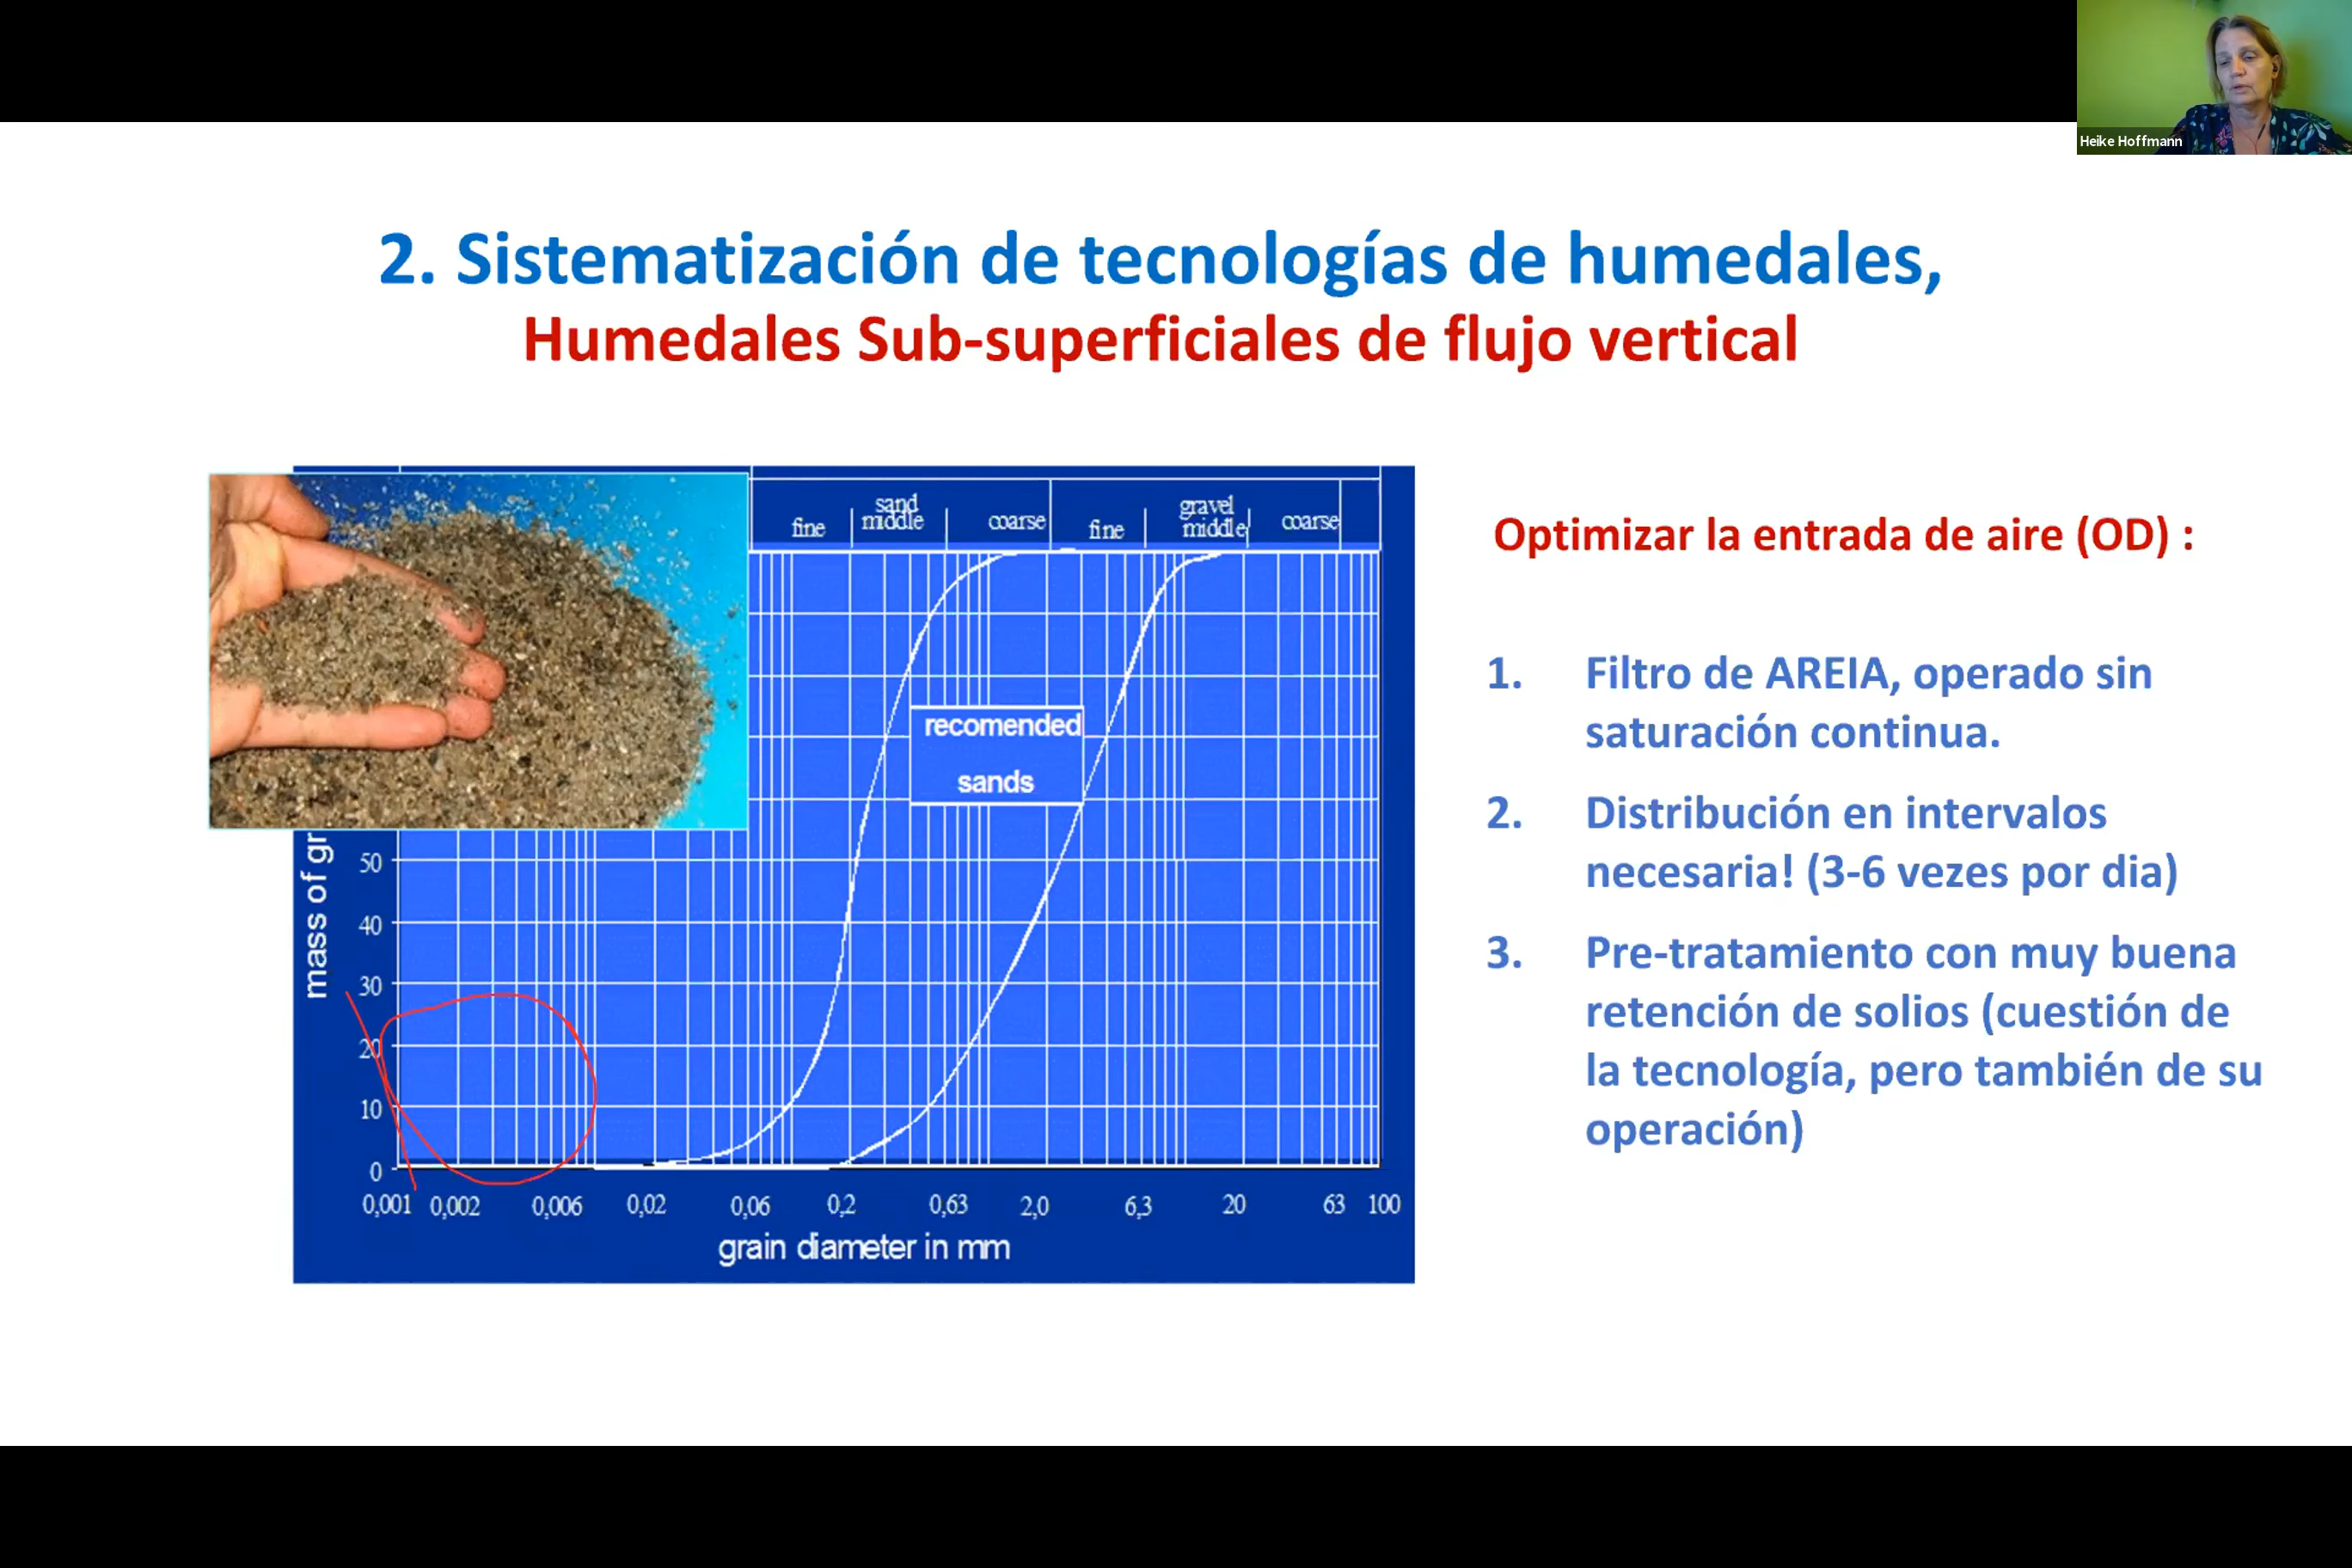 Heike Hoffmann
2. Sistematización de tecnologías de humedales,
Humedales Sub-superficiales de flujo vertical
sand
gravel
fine middle coarse fine middle coarse
recomended
sands
mass of gr
50
40
30
20
10
0
0,001 0,002 0,006 0,02 0,06 0,2 0,63 2,0 6,3 20 63 100
grain diameter in mm
Optimizar la entrada de aire (OD) :
1. Filtro de AREIA, operado sin
saturación continua.
2. Distribución en intervalos
necesaria! (3-6 vezes por dia)
3. Pre-tratamiento con muy buena
retención de solios (cuestión de
la tecnología, pero también de su
operación)